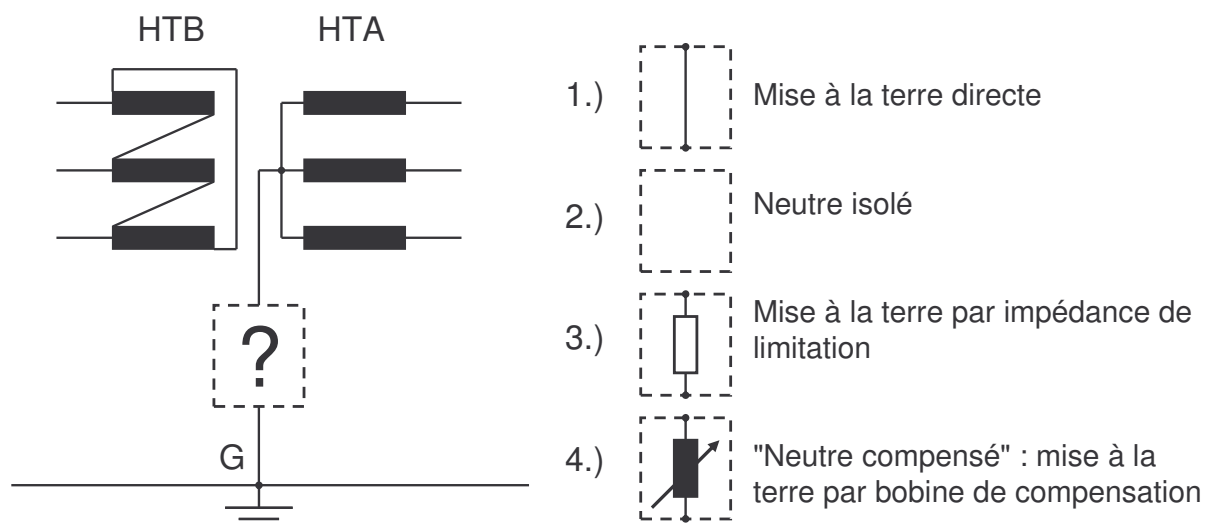 HTB HTA
?
G
1.) Mise à la terre directe
2.) Neutre isolé
3.) Mise à la terre par impédance de
limitation
4.) "Neutre compensé" : mise à la
terre par bobine de compensation